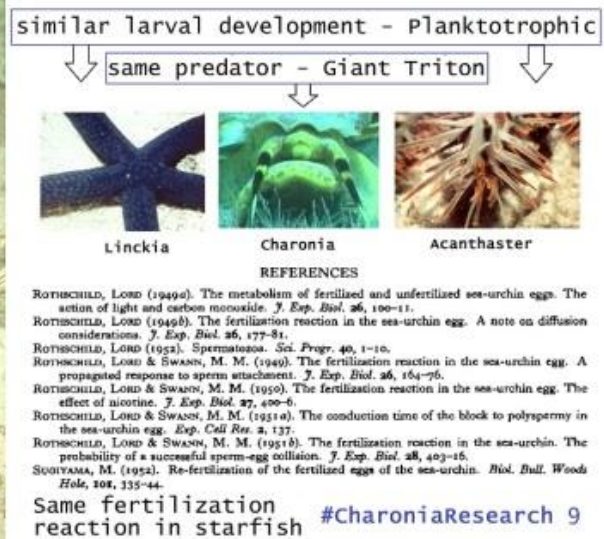 similar larval development - Planktotrophic
same predator - Giant Triton
Linckia
Charonia
Acanthaster
REFERENCES
ROTHSCHILD, LORD (1949a). The metabolism of fertilized and unfertilized sea-urchin eggs. The
action of light and carbon monoxide. J. Exp. Biol. 26, 100-11.
ROTHSCHILD, LORD (1949b). The fertilization reaction in the sea-urchin egg. A note on diffusion
considerations. J. Exp. Biol. 26, 177-81.
ROTHSCHILD, LORD (1952). Spermatozoa. Sci. Progr. 40, 1-10.
ROTHSCHILD, LORD & SWANN, M. M. (1949). The fertilization reaction in the sea-urchin egg. A
propagated response to sperm attachment. J. Exp. Biol. 26, 164-76.
ROTHSCHILD, LORD & SWANN, M. M. (1950). The fertilization reaction in the sea-urchin egg. The
effect of nicotine. J. Exp. Biol. 27, 400-6.
ROTHSCHILD, LORD & SWANN, M. M. (1951a). The conduction time of the block to polyspermy in
the sea-urchin egg. Exp. Cell Res. 2, 137.
ROTHSCHILD, LORD & SWANN, M. M. (1951b). The fertilization reaction in the sea-urchin. The
probability of a successful sperm-egg collision. J. Exp. Biol. 28, 403-16.
SUGIYAMA, M. (1952). Re-fertilization of the fertilized eggs of the sea-urchin. Biol. Bull. Woods
Hole, 101, 335-44.
Same fertilization
reaction in starfish
#CharoniaResearch 9